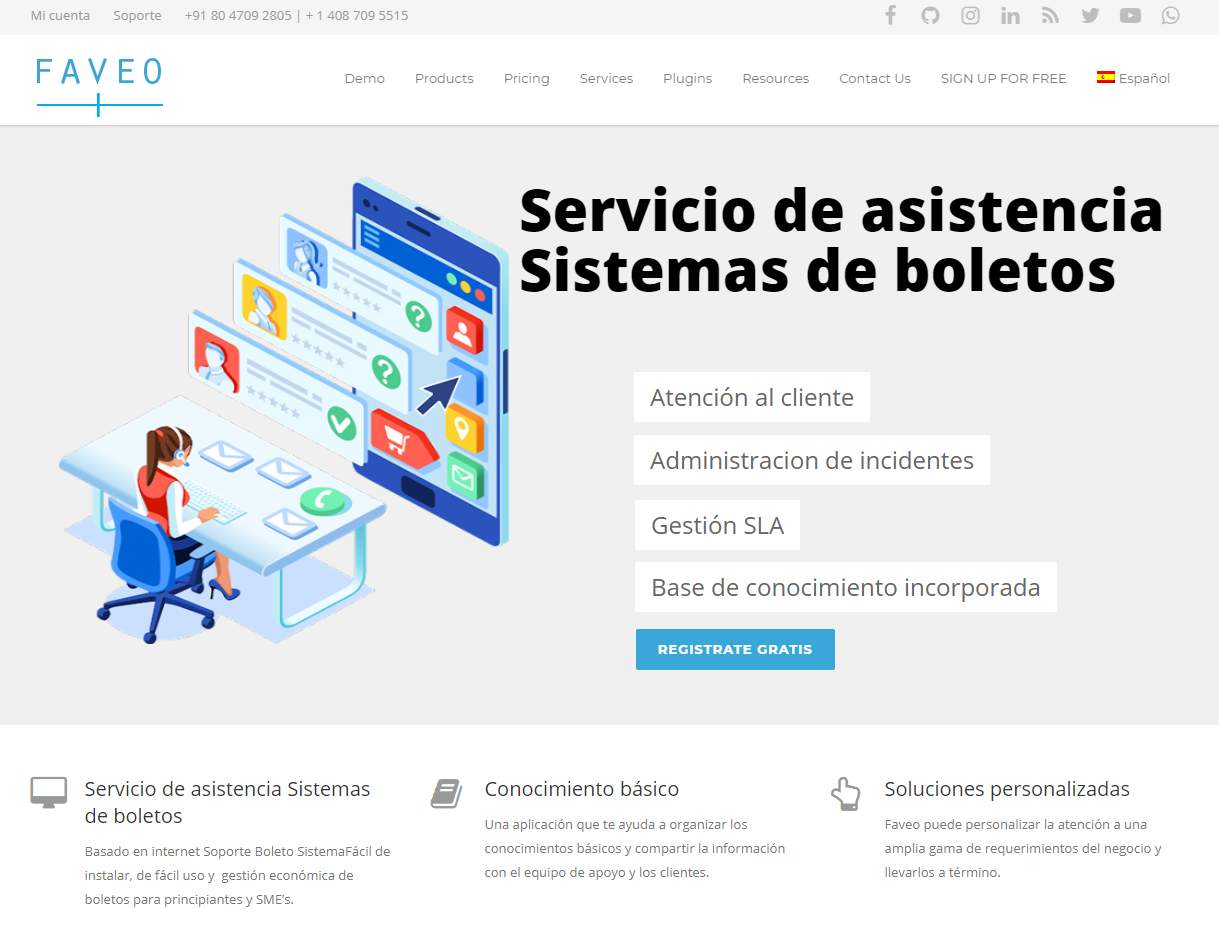 Mi cuenta Soporte +91 80 4709 2805 | + 1 408 709 5515
FAVEO
Demo Products Pricing Services Plugins Resources Contact Us SIGN UP FOR FREE Español
Servicio de asistencia
Sistemas de boletos
Atención al cliente
Administracion de incidentes
Gestión SLA
Base de conocimiento incorporada
REGISTRATE GRATIS
Servicio de asistencia Sistemas
de boletos
Basado en internet Soporte Boleto SistemaFácil de
instalar, de fácil uso y gestión económica de
boletos para principiantes y SME's.
Conocimiento básico
Una aplicación que te ayuda a organizar los
conocimientos básicos y compartir la información
con el equipo de apoyo y los clientes.
Soluciones personalizadas
Faveo puede personalizar la atención a una
amplia gama de requerimientos del negocio y
llevarlos a término.